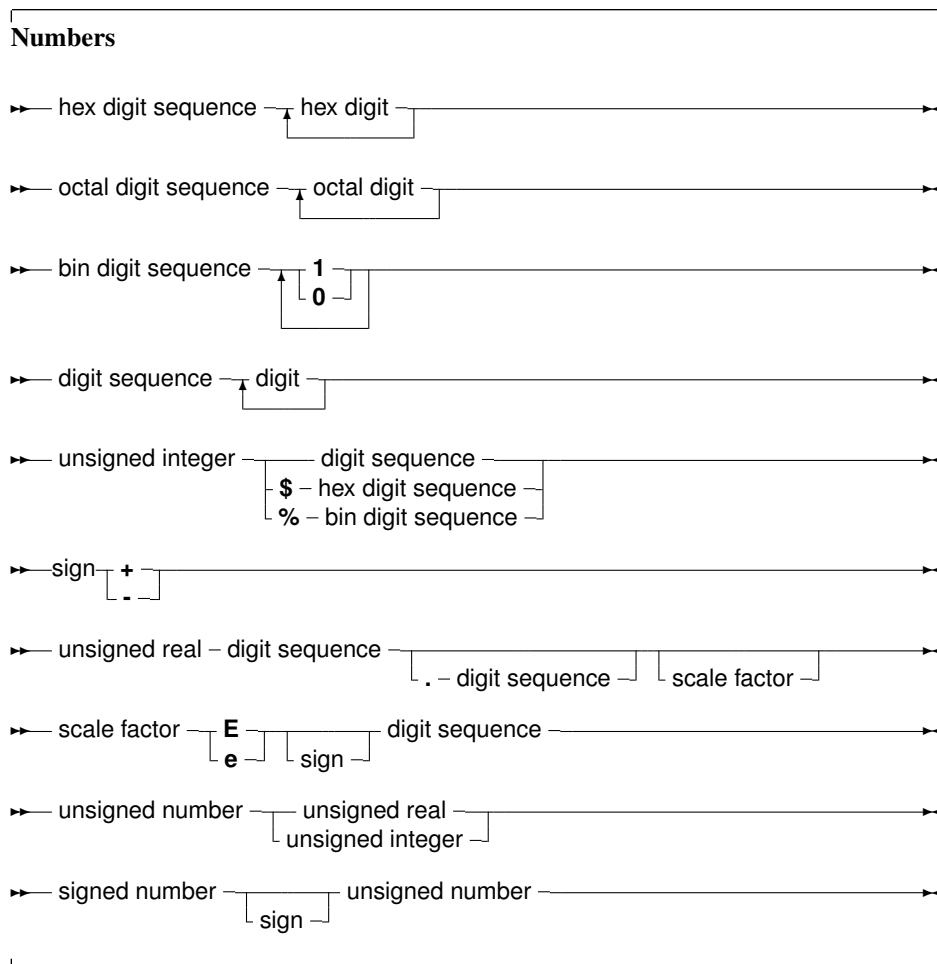 Numbers
hex digit sequence hex digit
octal digit sequence octal digit
bin digit sequence 1
0
digit sequence digit
unsigned integer digit sequence
$ hex digit sequence
% bin digit sequence
sign +
-
unsigned real digit sequence
. digit sequence scale factor
scale factor E digit sequence
e sign
unsigned number unsigned real
unsigned integer
signed number unsigned number
sign